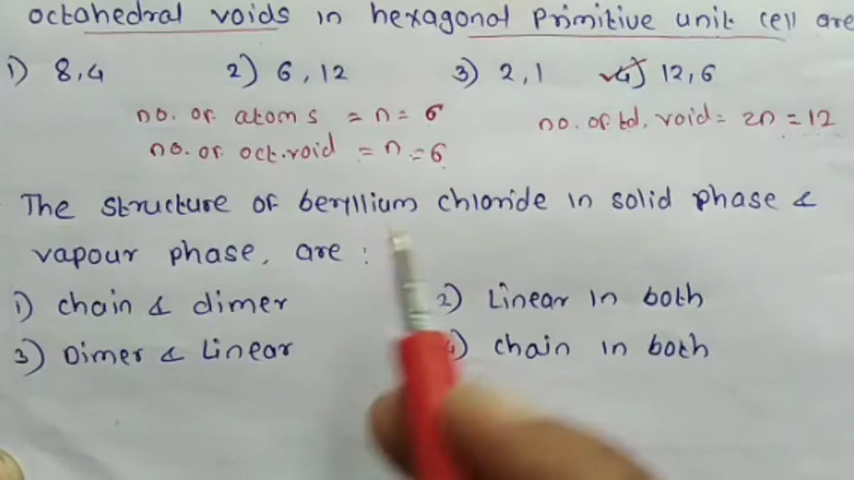 octahedral voids in hexagonal Primitive unit cell are
1) 8,4 2) 6,12 3) 2,1 4) 12,6
no. of atoms = n = 6 no. of td. void = 2n = 12
no. of oct. void = n = 6
The structure of beryllium chloride in solid phase &
vapour phase, are :
1) chain & dimer 2) Linear in both
3) Dimer & Linear 4) chain in both